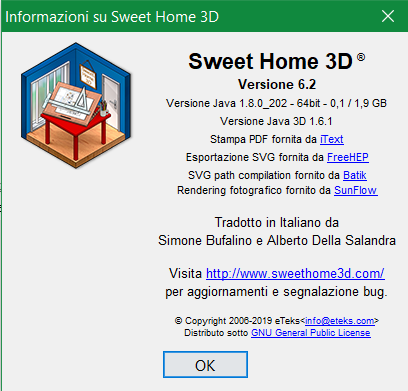 Informazioni su Sweet Home 3D
Sweet Home 3D ®
Versione 6.2
Versione Java 1.8.0_202 - 64bit - 0,1 / 1,9 GB
Versione Java 3D 1.6.1
Stampa PDF fornita da iText
Esportazione SVG fornita da FreeHEP
SVG path compilation fornito da Batik
Rendering fotografico fornito da SunFlow
Tradotto in Italiano da
Simone Bufalino e Alberto Della Salandra
Visita http://www.sweethome3d.com/
per aggiornamenti e segnalazione bug.
© Copyright 2006-2019 eTeks<info@eteks.com>
Distributo sotto GNU General Public License
OK